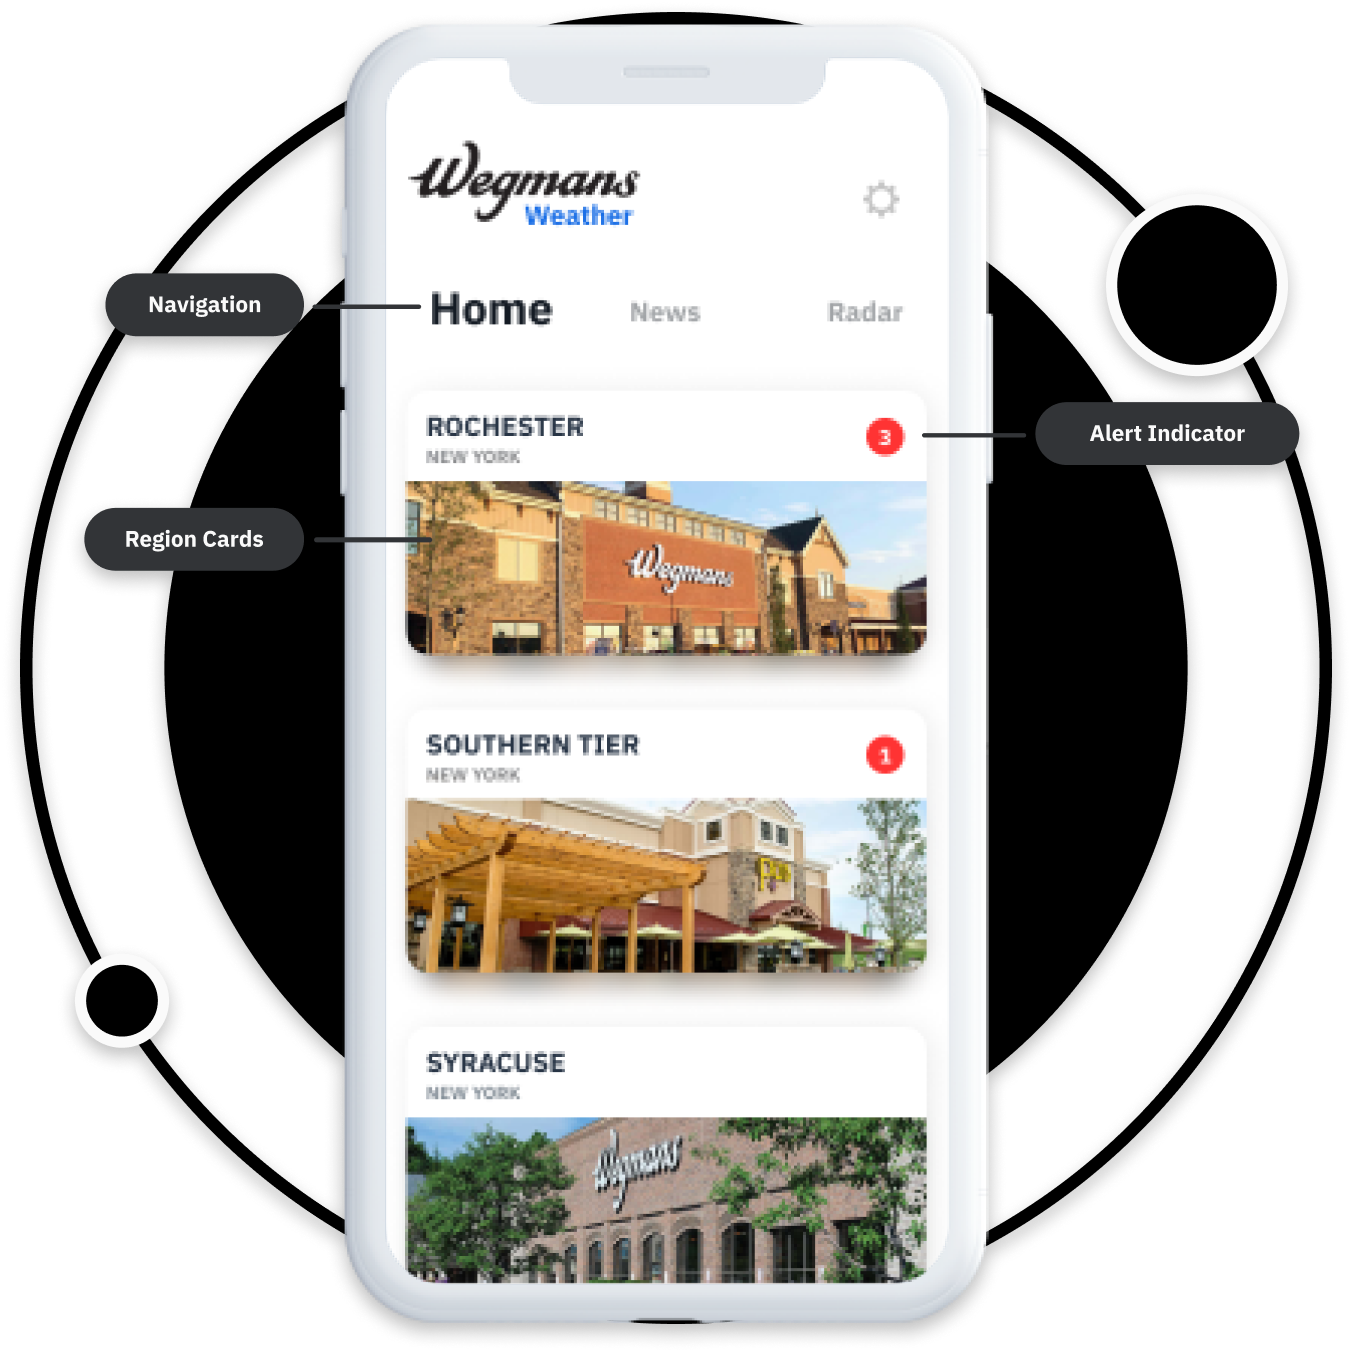 Wegmans
Weather
Navigation
Home
News
Radar
ROCHESTER
3
NEW YORK
Alert Indicator
Region Cards
Wegmans
SOUTHERN TIER
1
NEW YORK
Pub
SYRACUSE
NEW YORK
Wegmans